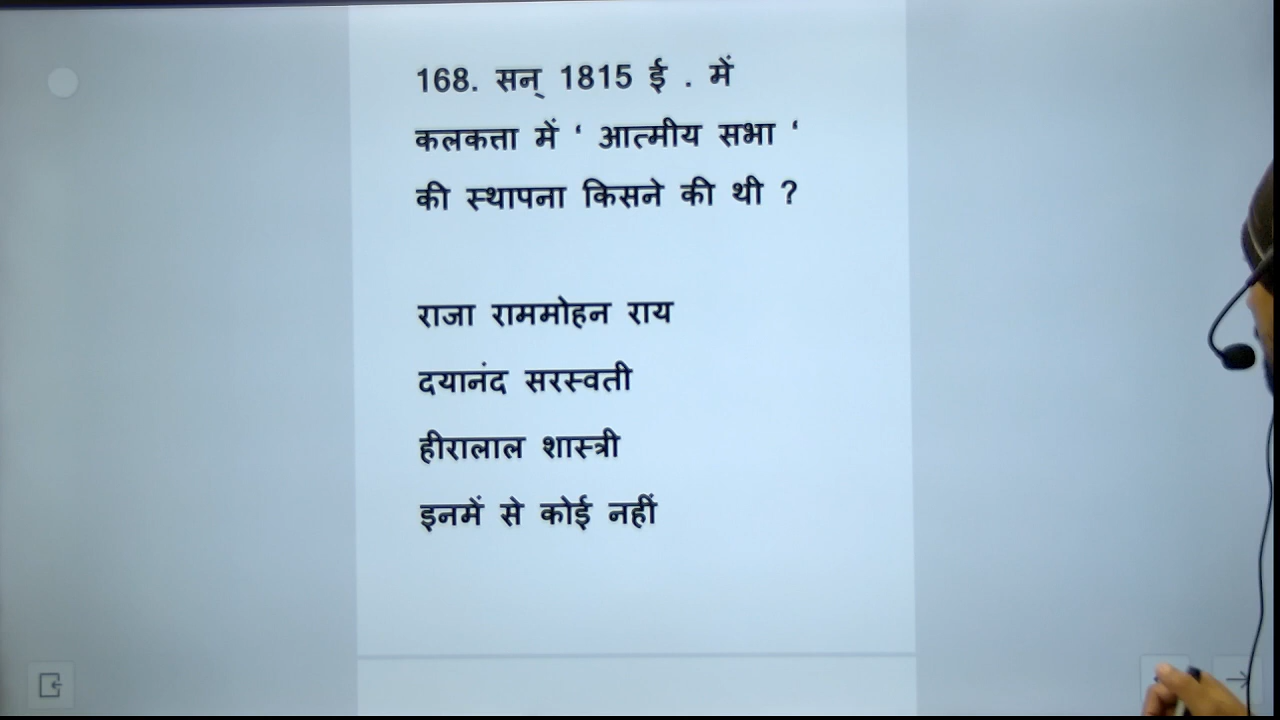 168. सन् 1815 ई . में
कलकत्ता में ‘ आत्मीय सभा ‘
की स्थापना किसने की थी ?
राजा राममोहन राय
दयानंद सरस्वती
हीरालाल शास्त्री
इनमें से कोई नहीं